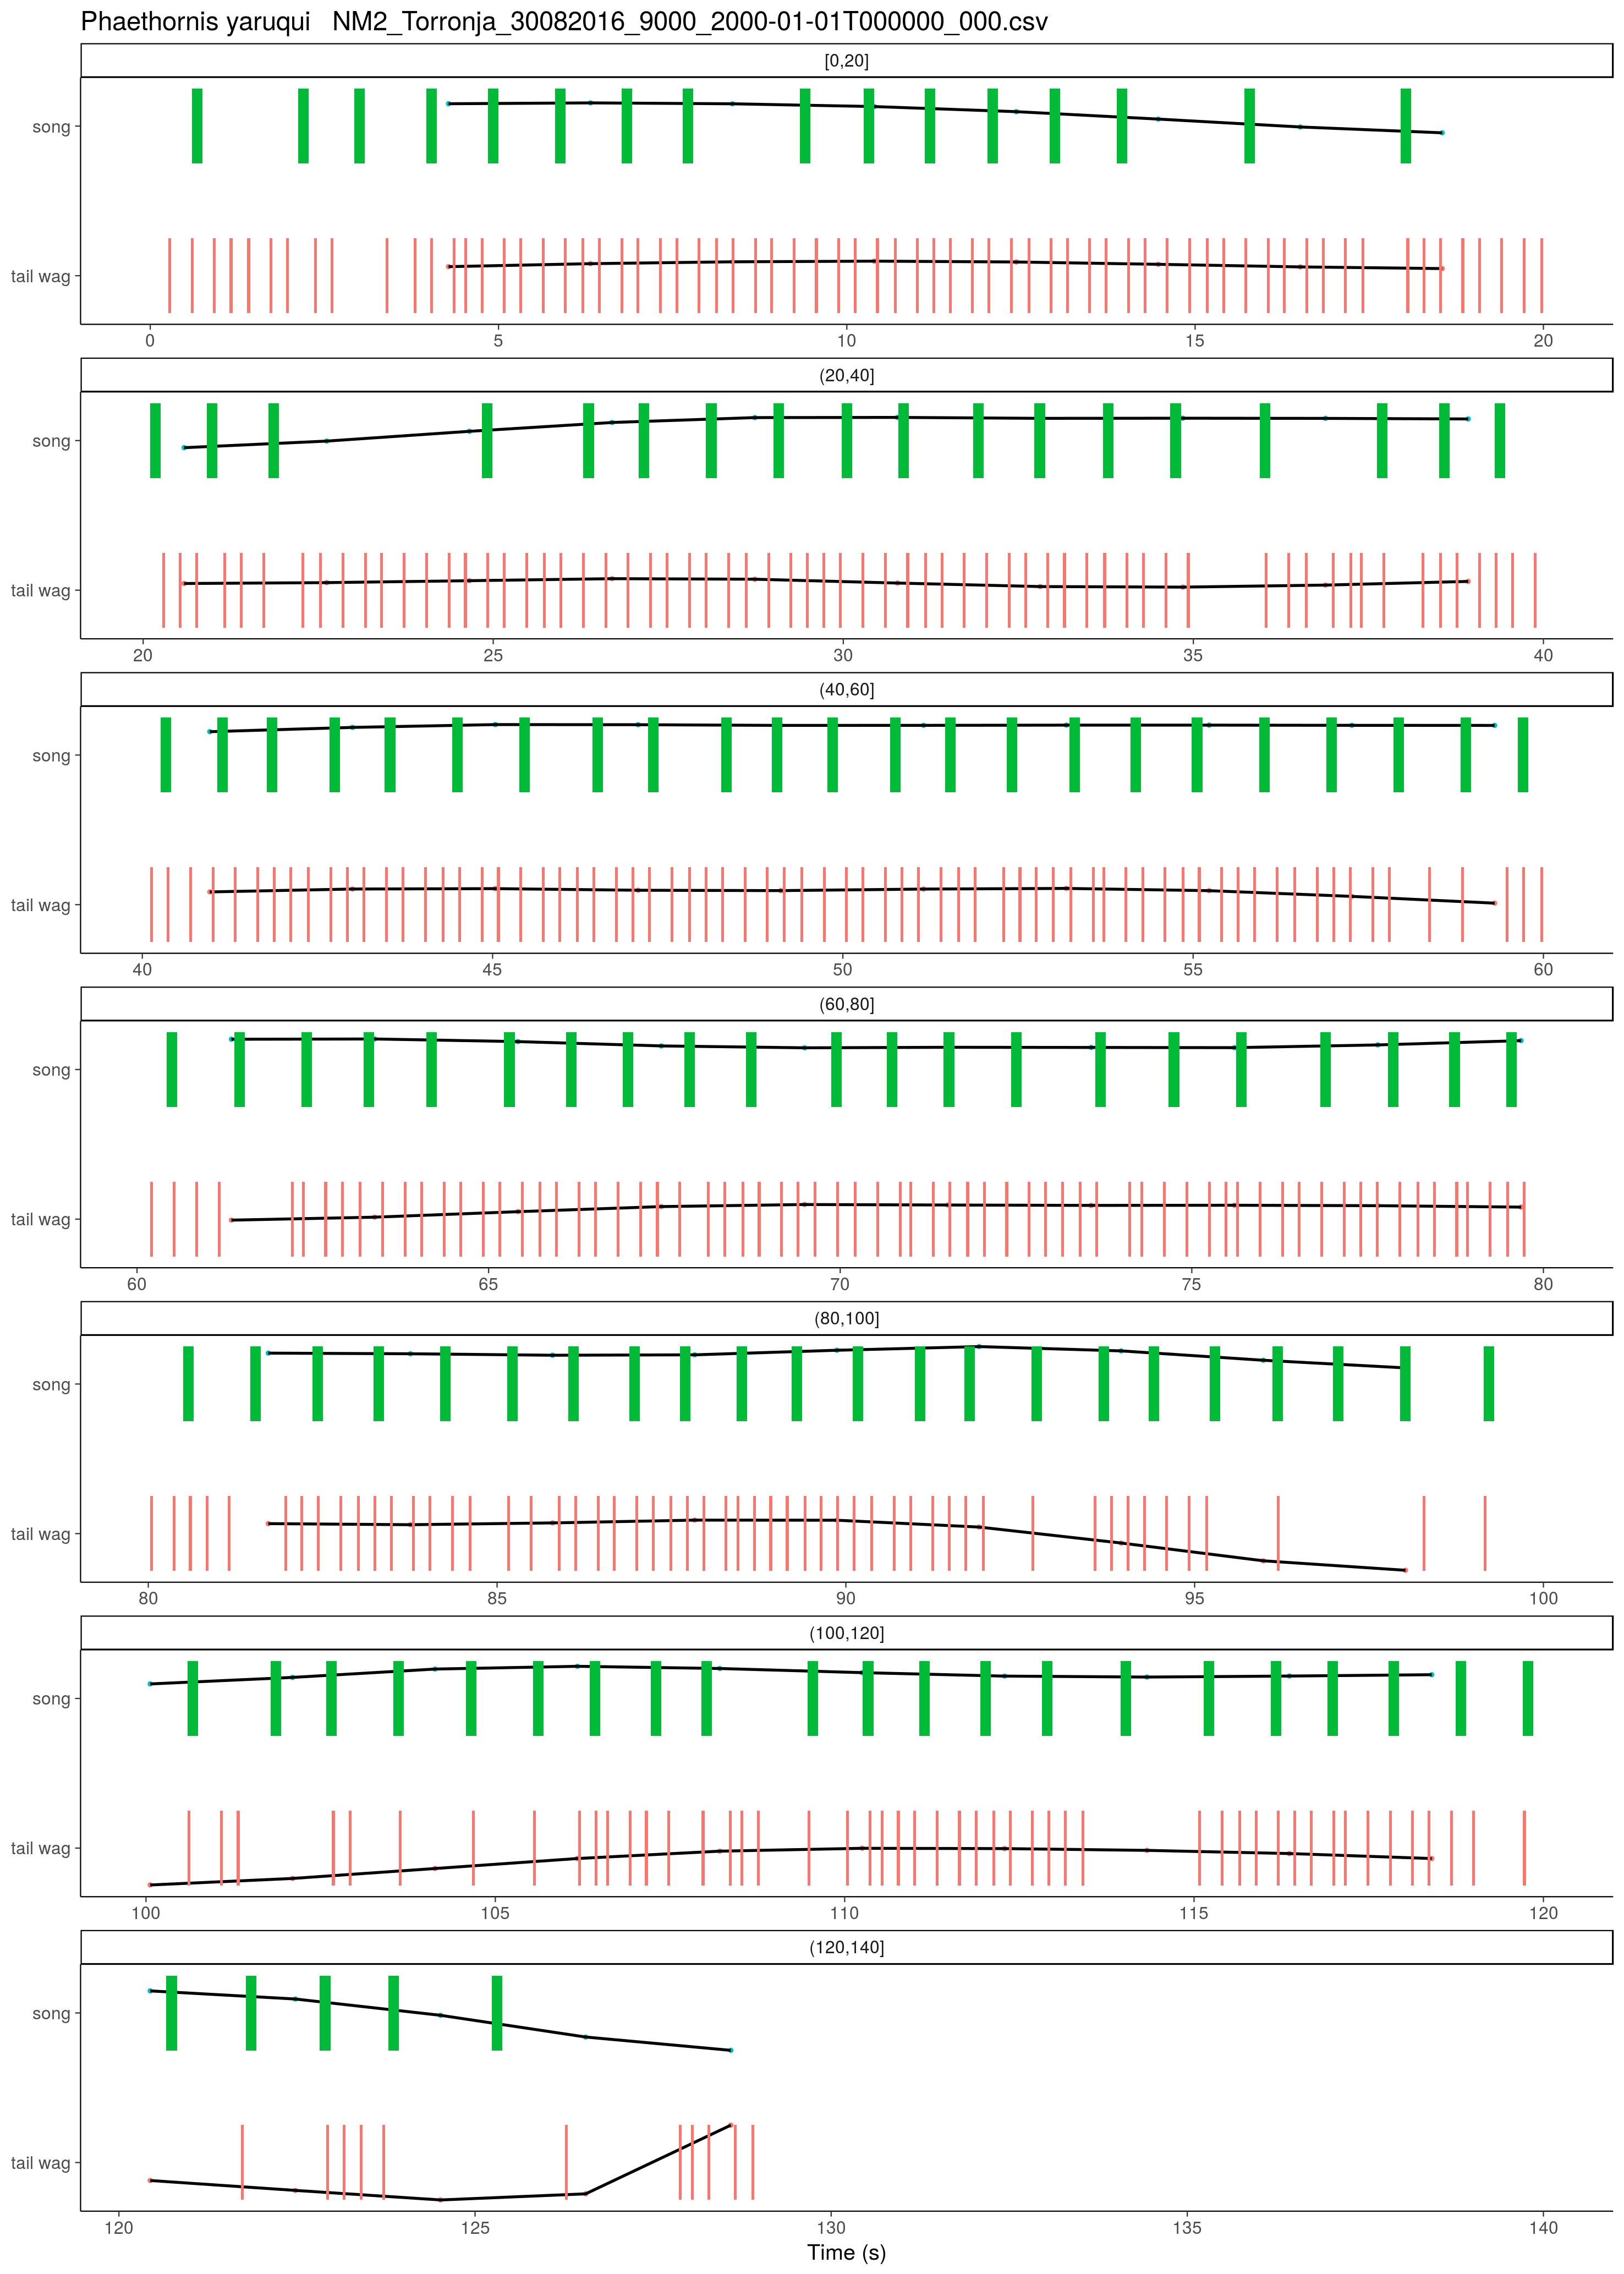 Phaethornis yaruqui NM2_Torronja_30082016_9000_2000-01-01T000000_000.csv
[0,20]
song
tail wag
0 5 10 15 20
(20,40]
song
tail wag
20 25 30 35 40
(40,60]
song
tail wag
40 45 50 55 60
(60,80]
song
tail wag
60 65 70 75 80
(80,100]
song
tail wag
80 85 90 95 100
(100,120]
song
tail wag
100 105 110 115 120
(120,140]
song
tail wag
120 125 130 135 140
Time (s)